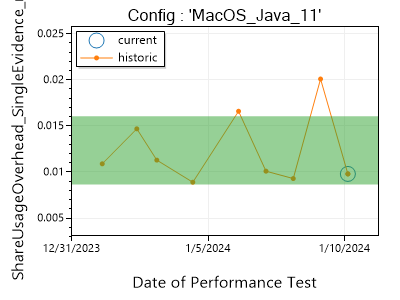 Config : 'MacOS_Java_11'
ShareUsageOverhead_SingleEvidence_
current
historic
0.025
0.02
0.015
0.01
0.005
12/31/2023
1/5/2024
1/10/2024
Date of Performance Test